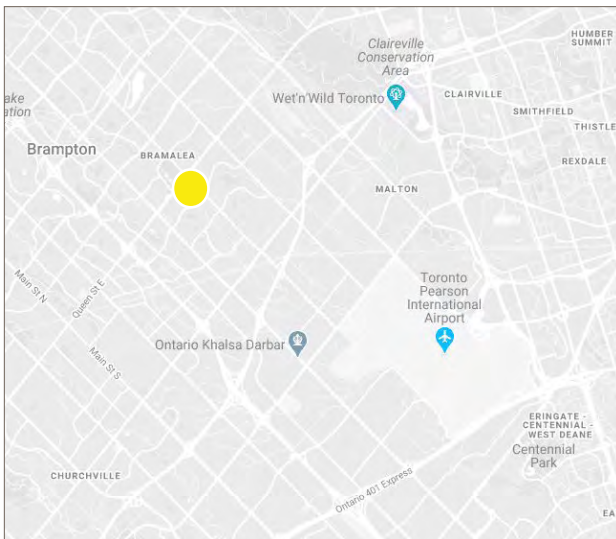 HUMBER
SUMMIT
Claireville
Conservation
Area
ake
ation
Wet'n'Wild Toronto
CLAIRVILLE
SMITHFIELD
THISTLE
Brampton
BRAMALEA
REXDALE
MALTON
Main St N
Queen St E
Toronto
Pearson
International
Airport
Ontario Khalsa Darbar
Main St S
ERINGATE -
CENTENNIAL -
WEST DEANE
Centennial
Park
CHURCHVILLE
Ontario 401 Express
EA